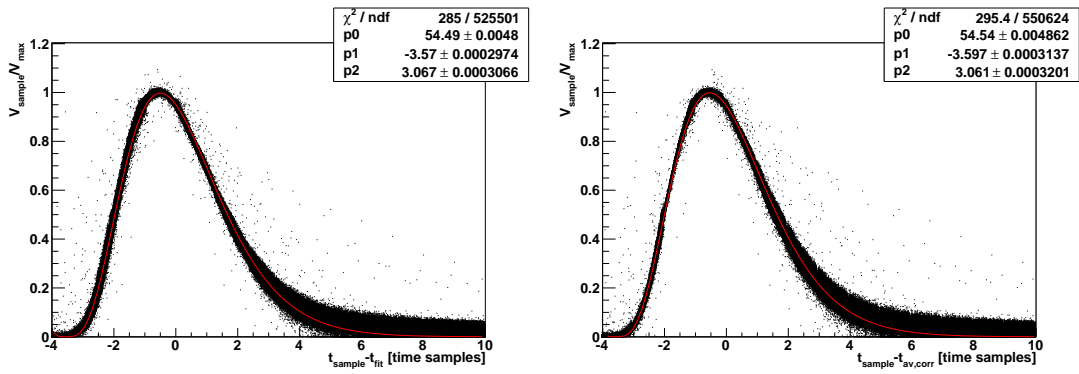 χ² / ndf 285 / 525501
p0 54.49 ± 0.0048
p1 -3.57 ± 0.0002974
p2 3.067 ± 0.0003066
V_sample/V_max
1.2
1
0.8
0.6
0.4
0.2
0
-4 -2 0 2 4 6 8 10
t_sample-t_fit [time samples]
χ² / ndf 295.4 / 550624
p0 54.54 ± 0.004862
p1 -3.597 ± 0.0003137
p2 3.061 ± 0.0003201
V_sample/V_max
1.2
1
0.8
0.6
0.4
0.2
0
-4 -2 0 2 4 6 8 10
t_sample-t_av,corr [time samples]